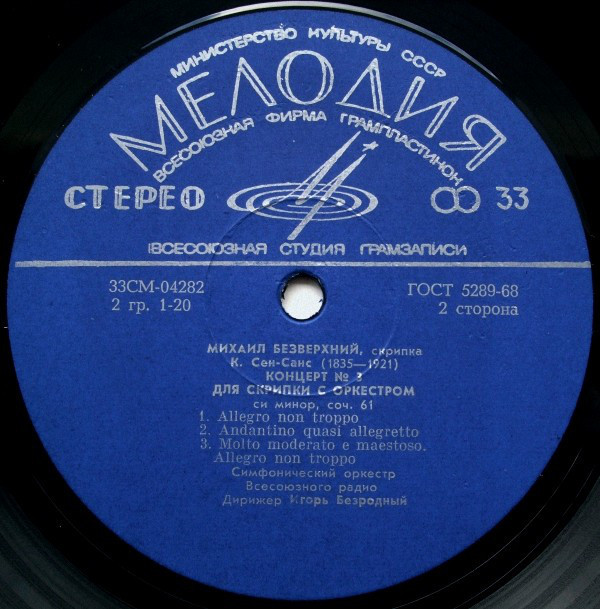 МИНИСТЕРСТВО КУЛЬТУРЫ СССР
МЕЛОДИЯ
ВСЕСОЮЗНАЯ ФИРМА ГРАМПЛАСТИНОК
СТЕРЕО
33
ВСЕСОЮЗНАЯ СТУДИЯ ГРАМЗАПИСИ
33СМ-04282
ГОСТ 5289-68
2 гр. 1-20
2 сторона
МИХАИЛ БЕЗВЕРХНИЙ, скрипка
К. Сен-Санс (1835—1921)
КОНЦЕРТ № 3
ДЛЯ СКРИПКИ С ОРКЕСТРОМ
си минор, соч. 61
1. Allegro non troppo
2. Andantino quasi allegretto
3. Molto moderato e maestoso.
Allegro non troppo
Симфонический оркестр
Всесоюзного радио
Дирижер Игорь Безродный